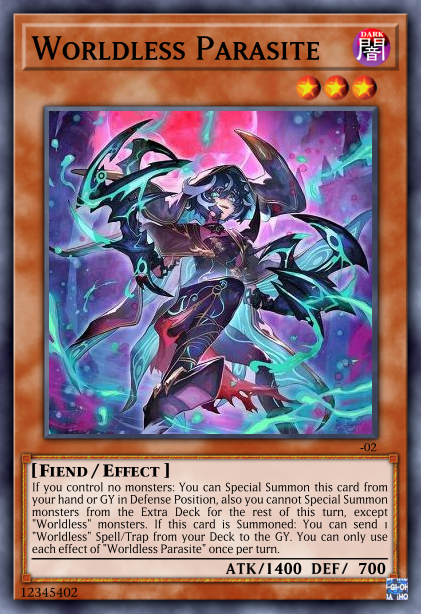 WORLDLESS PARASITE
DARK
闇
-02
[FIEND / EFFECT ]
If you control no monsters: You can Special Summon this card from
your hand or GY in Defense Position, also you cannot Special Summon
monsters from the Extra Deck for the rest of this turn, except
"Worldless" monsters. If this card is Summoned: You can send 1
"Worldless" Spell/Trap from your Deck to the GY. You can only use
each effect of "Worldless Parasite" once per turn.
ATK/1400 DEF/ 700
12345402